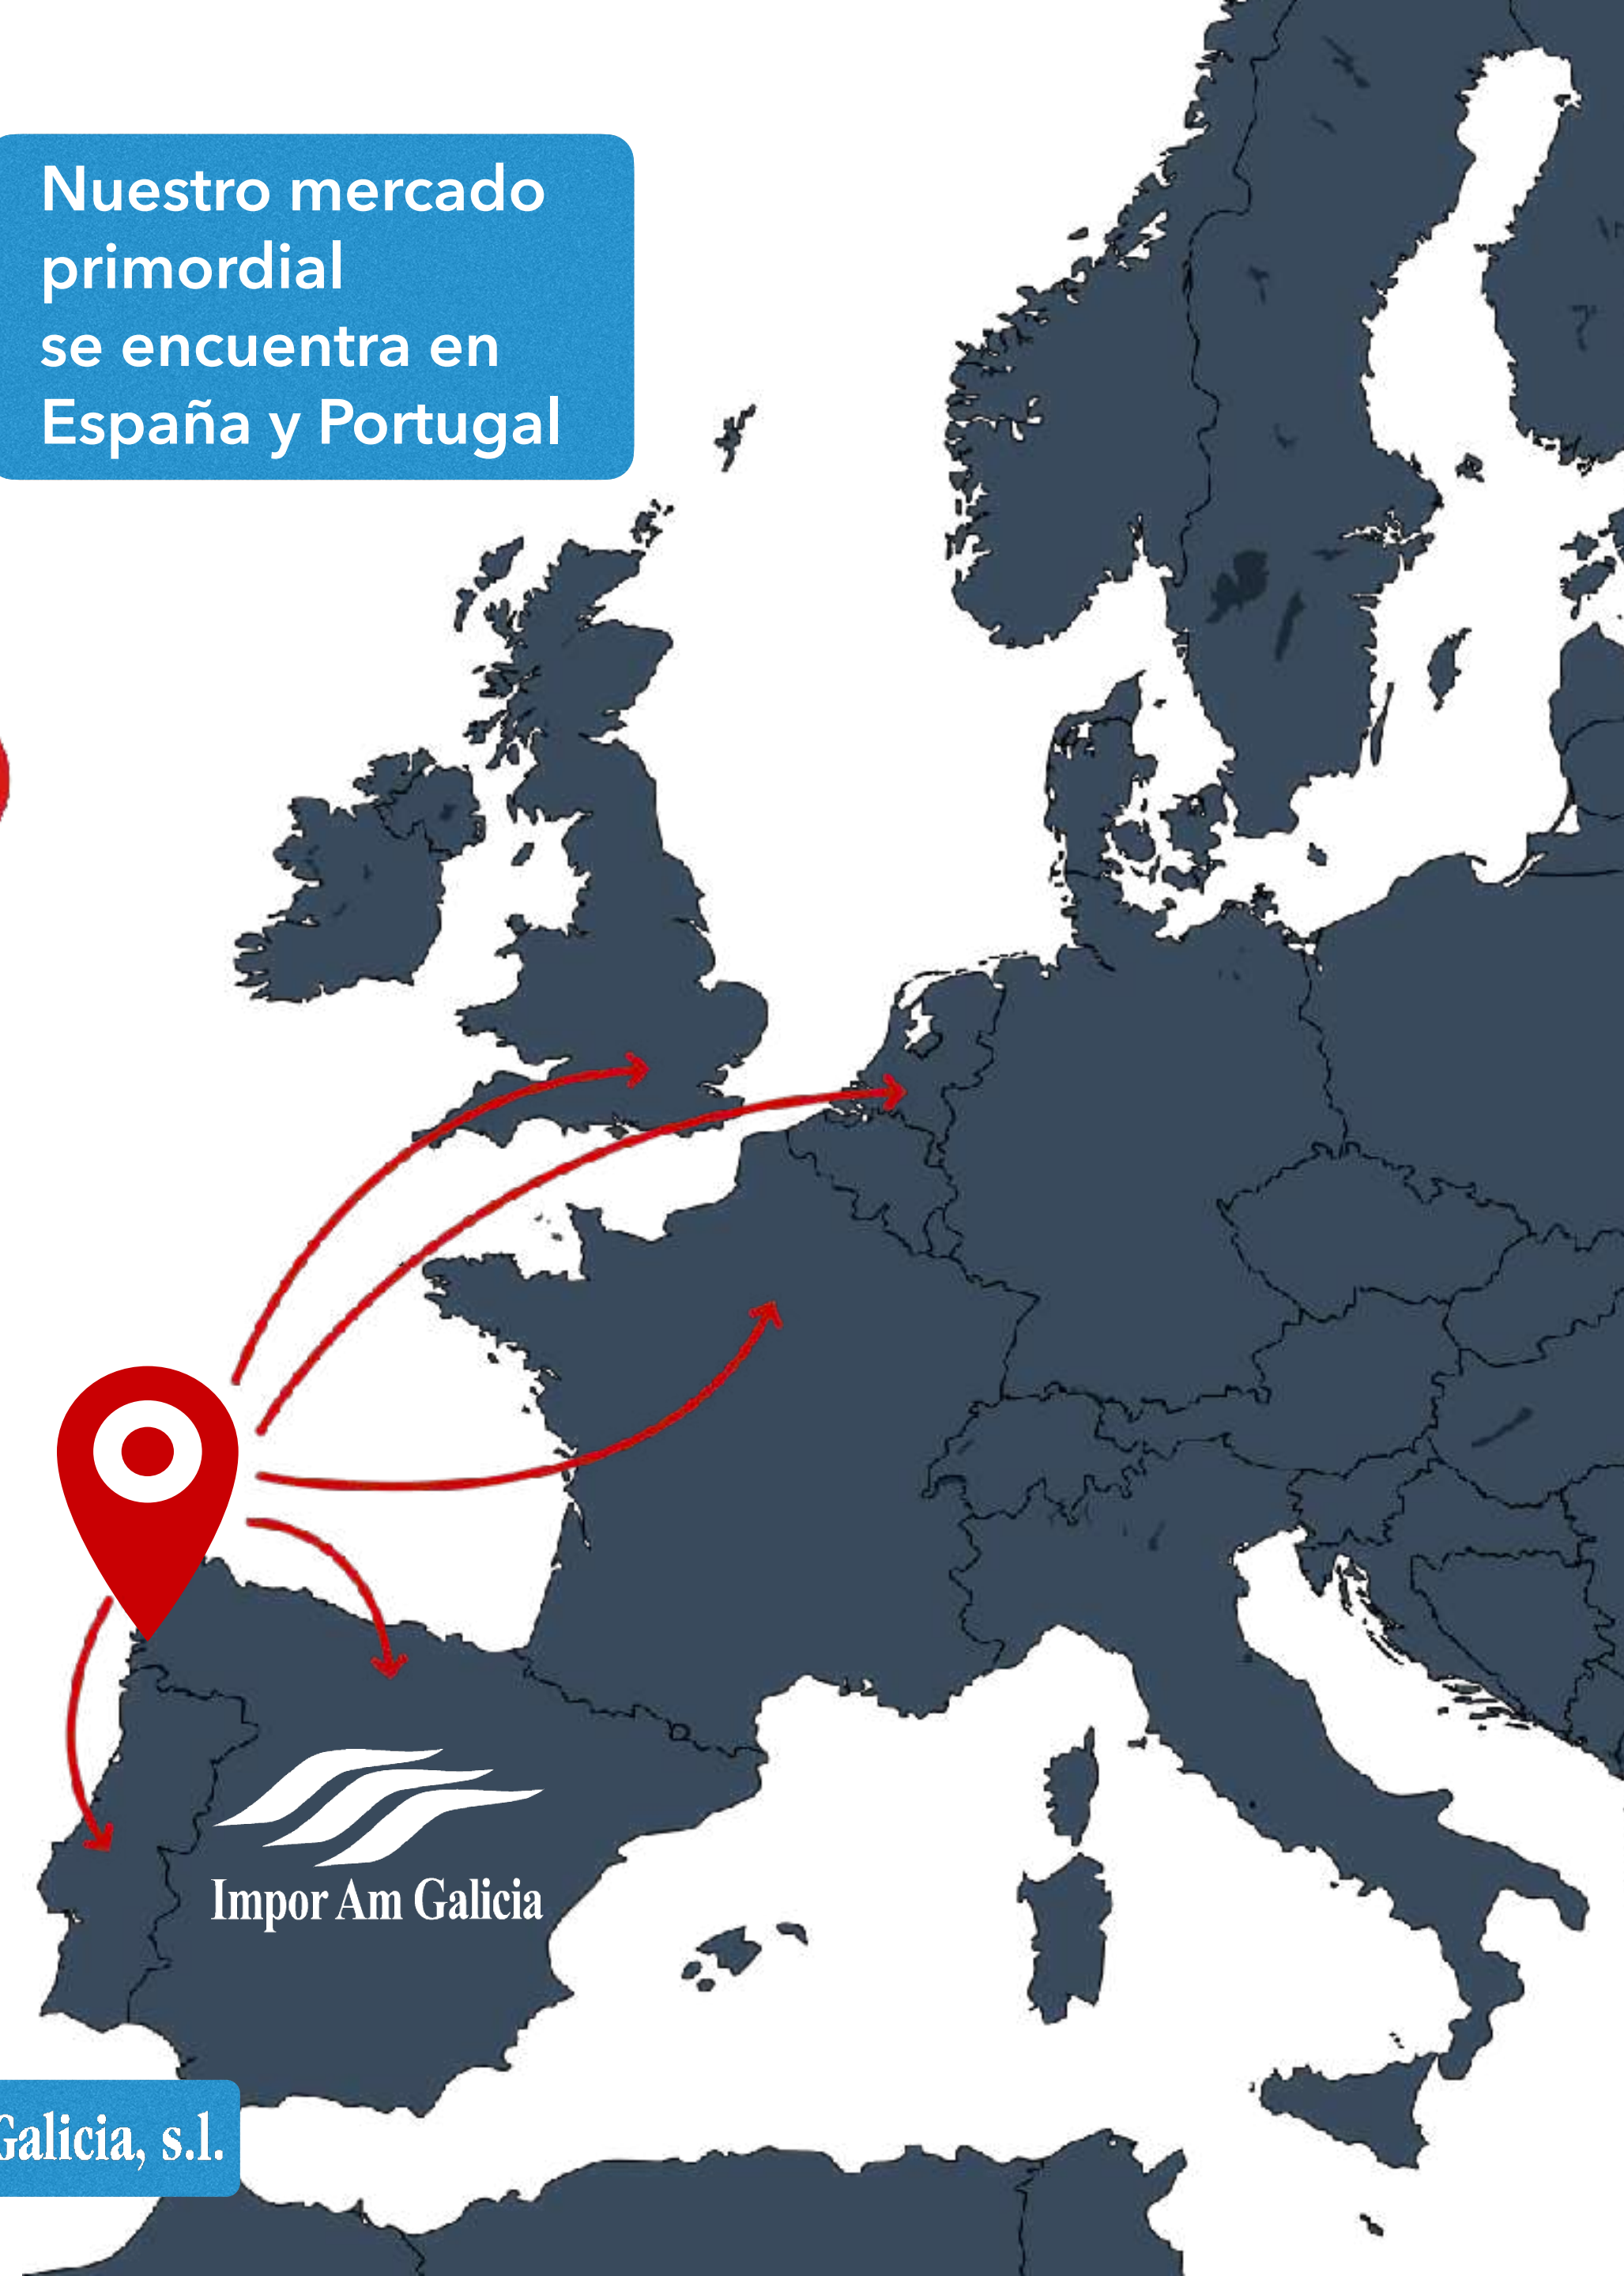 Nuestro mercado
primordial
se encuentra en
España y Portugal
Impor Am Galicia
Galicia, s.l.